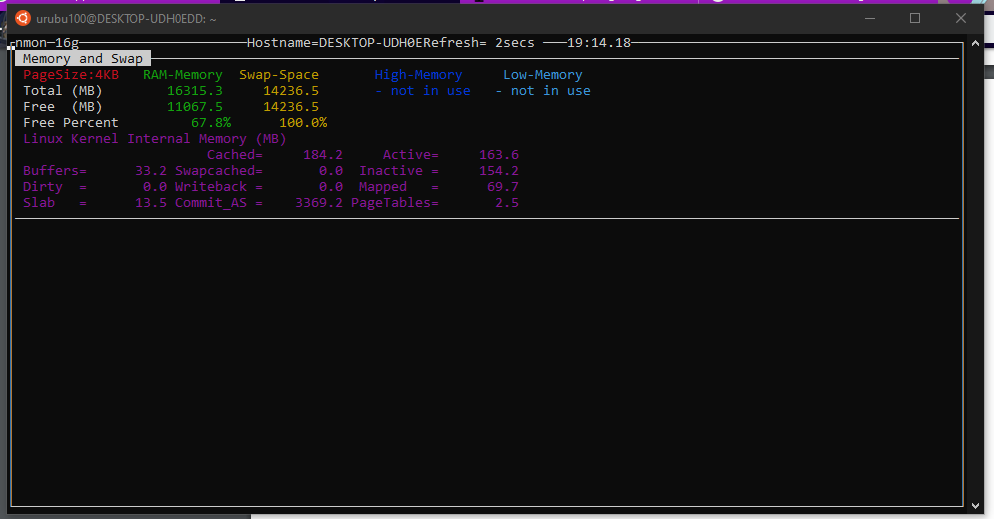 urubu100@DESKTOP-UDH0EDD: ~
nmon─16g Hostname=DESKTOP-UDH0ERefresh= 2secs ───19:14.18
Memory and Swap
PageSize:4KB RAM-Memory Swap-Space High-Memory Low-Memory
Total (MB) 16315.3 14236.5 - not in use - not in use
Free (MB) 11067.5 14236.5
Free Percent 67.8% 100.0%
Linux Kernel Internal Memory (MB)
Cached= 184.2 Active= 163.6
Buffers= 33.2 Swapcached= 0.0 Inactive = 154.2
Dirty = 0.0 Writeback = 0.0 Mapped = 69.7
Slab = 13.5 Commit_AS = 3369.2 PageTables= 2.5